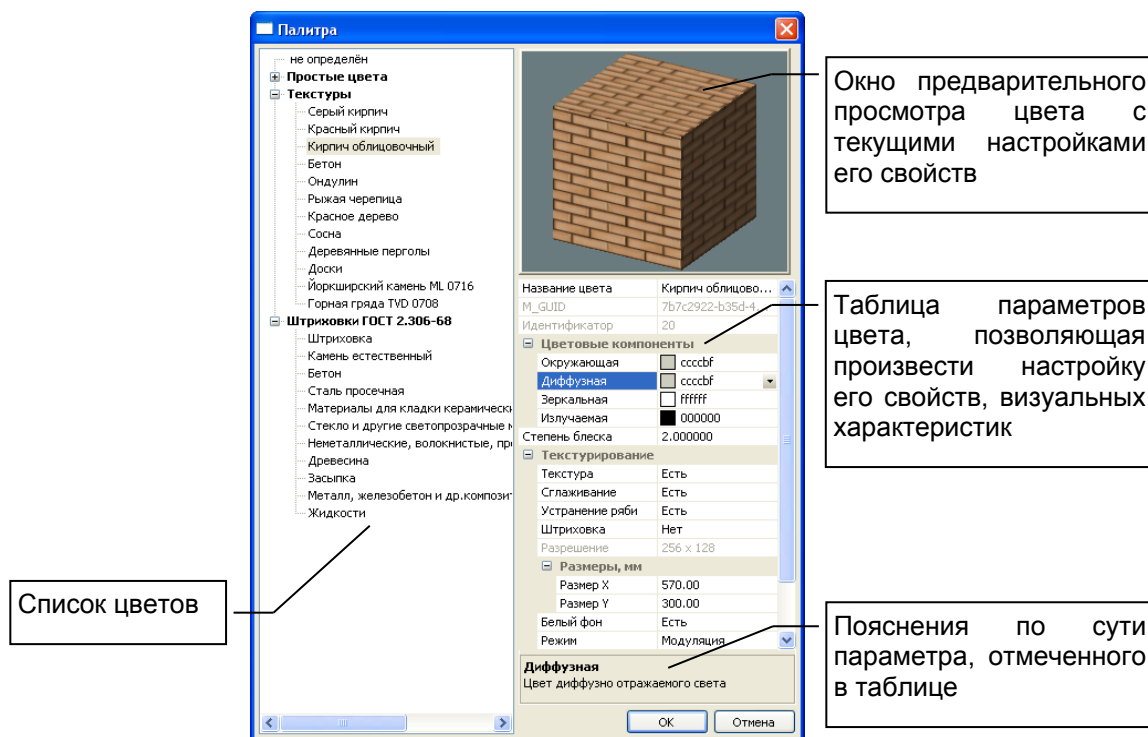 Палитра
не определён
Простые цвета
Текстуры
Серый кирпич
Красный кирпич
Кирпич облицовочный
Бетон
Ондулин
Рыжая черепица
Красное дерево
Сосна
Деревянные перголы
Доски
Йоркширский камень ML 0716
Горная гряда TVD 0708
Штриховки ГОСТ 2.306-68
Штриховка
Камень естественный
Бетон
Сталь просечная
Материалы для кладки керамически
Стекло и другие светопрозрачные м
Неметаллические, волокнистые, пр
Древесина
Засыпка
Металл, железобетон и др.композит
Жидкости
Название цвета Кирпич облицово...
M_GUID 7b7c2922-b35d-4...
Идентификатор 20
Цветовые компоненты
Окружающая ccccbf
Диффузная ccccbf
Зеркальная ffffff
Излучаемая 000000
Степень блеска 2.000000
Текстурирование
Текстура Есть
Сглаживание Есть
Устранение ряби Есть
Штриховка Нет
Разрешение 256 x 128
Размеры, мм
Размер X 570.00
Размер Y 300.00
Белый фон Есть
Режим Модуляция
Диффузная
Цвет диффузно отражаемого света
ОК Отмена
Окно предварительного
просмотра цвета с
текущими настройками
его свойств
Таблица параметров
цвета, позволяющая
произвести настройку
его свойств, визуальных
характеристик
Список цветов
Пояснения по сути
параметра, отмеченного
в таблице